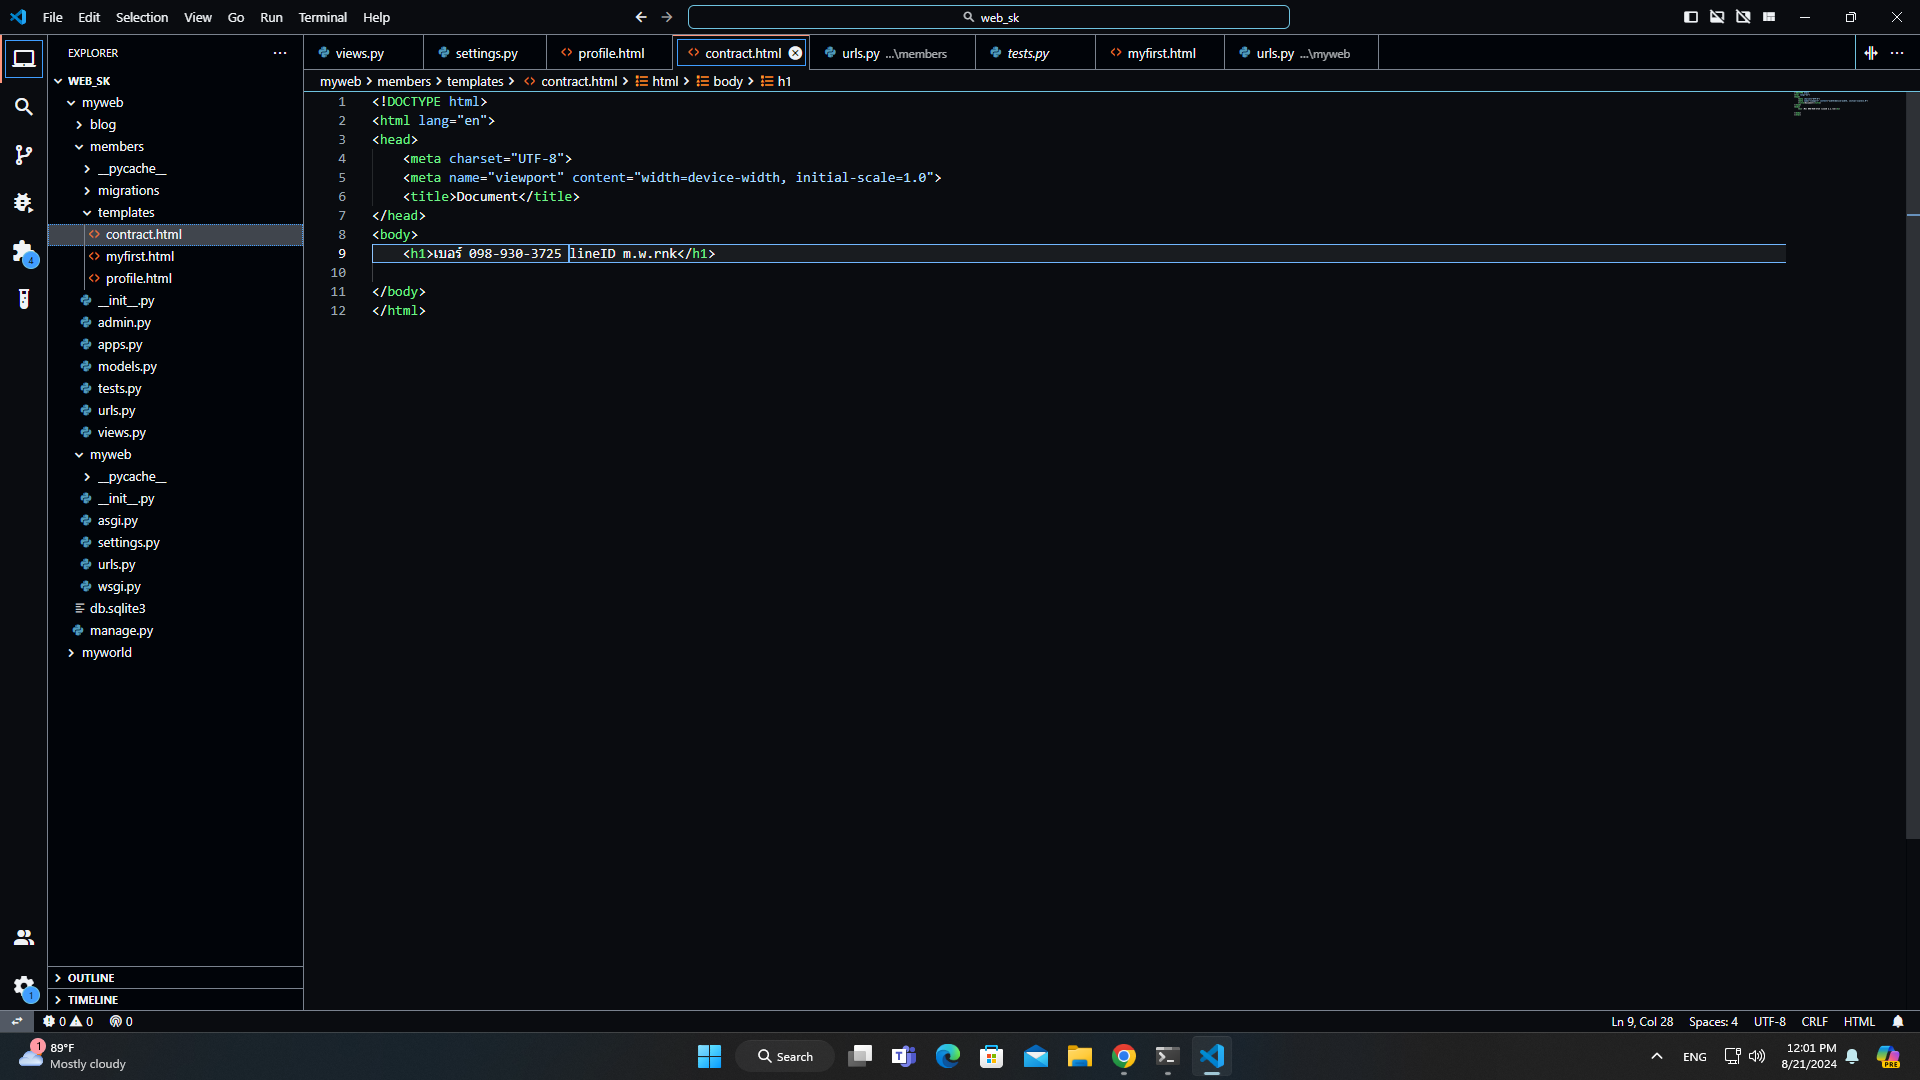 File Edit Selection View Go Run Terminal Help
web_sk
EXPLORER
views.py settings.py profile.html contract.html urls.py ...\members tests.py myfirst.html urls.py ...\myweb
myweb > members > templates > contract.html > html > body > h1
WEB_SK
myweb
blog
members
__pycache__
migrations
templates
contract.html
myfirst.html
profile.html
__init__.py
admin.py
apps.py
models.py
tests.py
urls.py
views.py
myweb
__pycache__
__init__.py
asgi.py
settings.py
urls.py
wsgi.py
db.sqlite3
manage.py
myworld
OUTLINE
TIMELINE
1 <!DOCTYPE html>
2 <html lang="en">
3 <head>
4 <meta charset="UTF-8">
5 <meta name="viewport" content="width=device-width, initial-scale=1.0">
6 <title>Document</title>
7 </head>
8 <body>
9 <h1>เบอร์ 098-930-3725 lineID m.w.rnk</h1>
10
11 </body>
12 </html>
4
1
0 0 0
Ln 9, Col 28 Spaces: 4 UTF-8 CRLF HTML
1
89°F
Mostly cloudy
Search
ENG
12:01 PM
8/21/2024
PRE